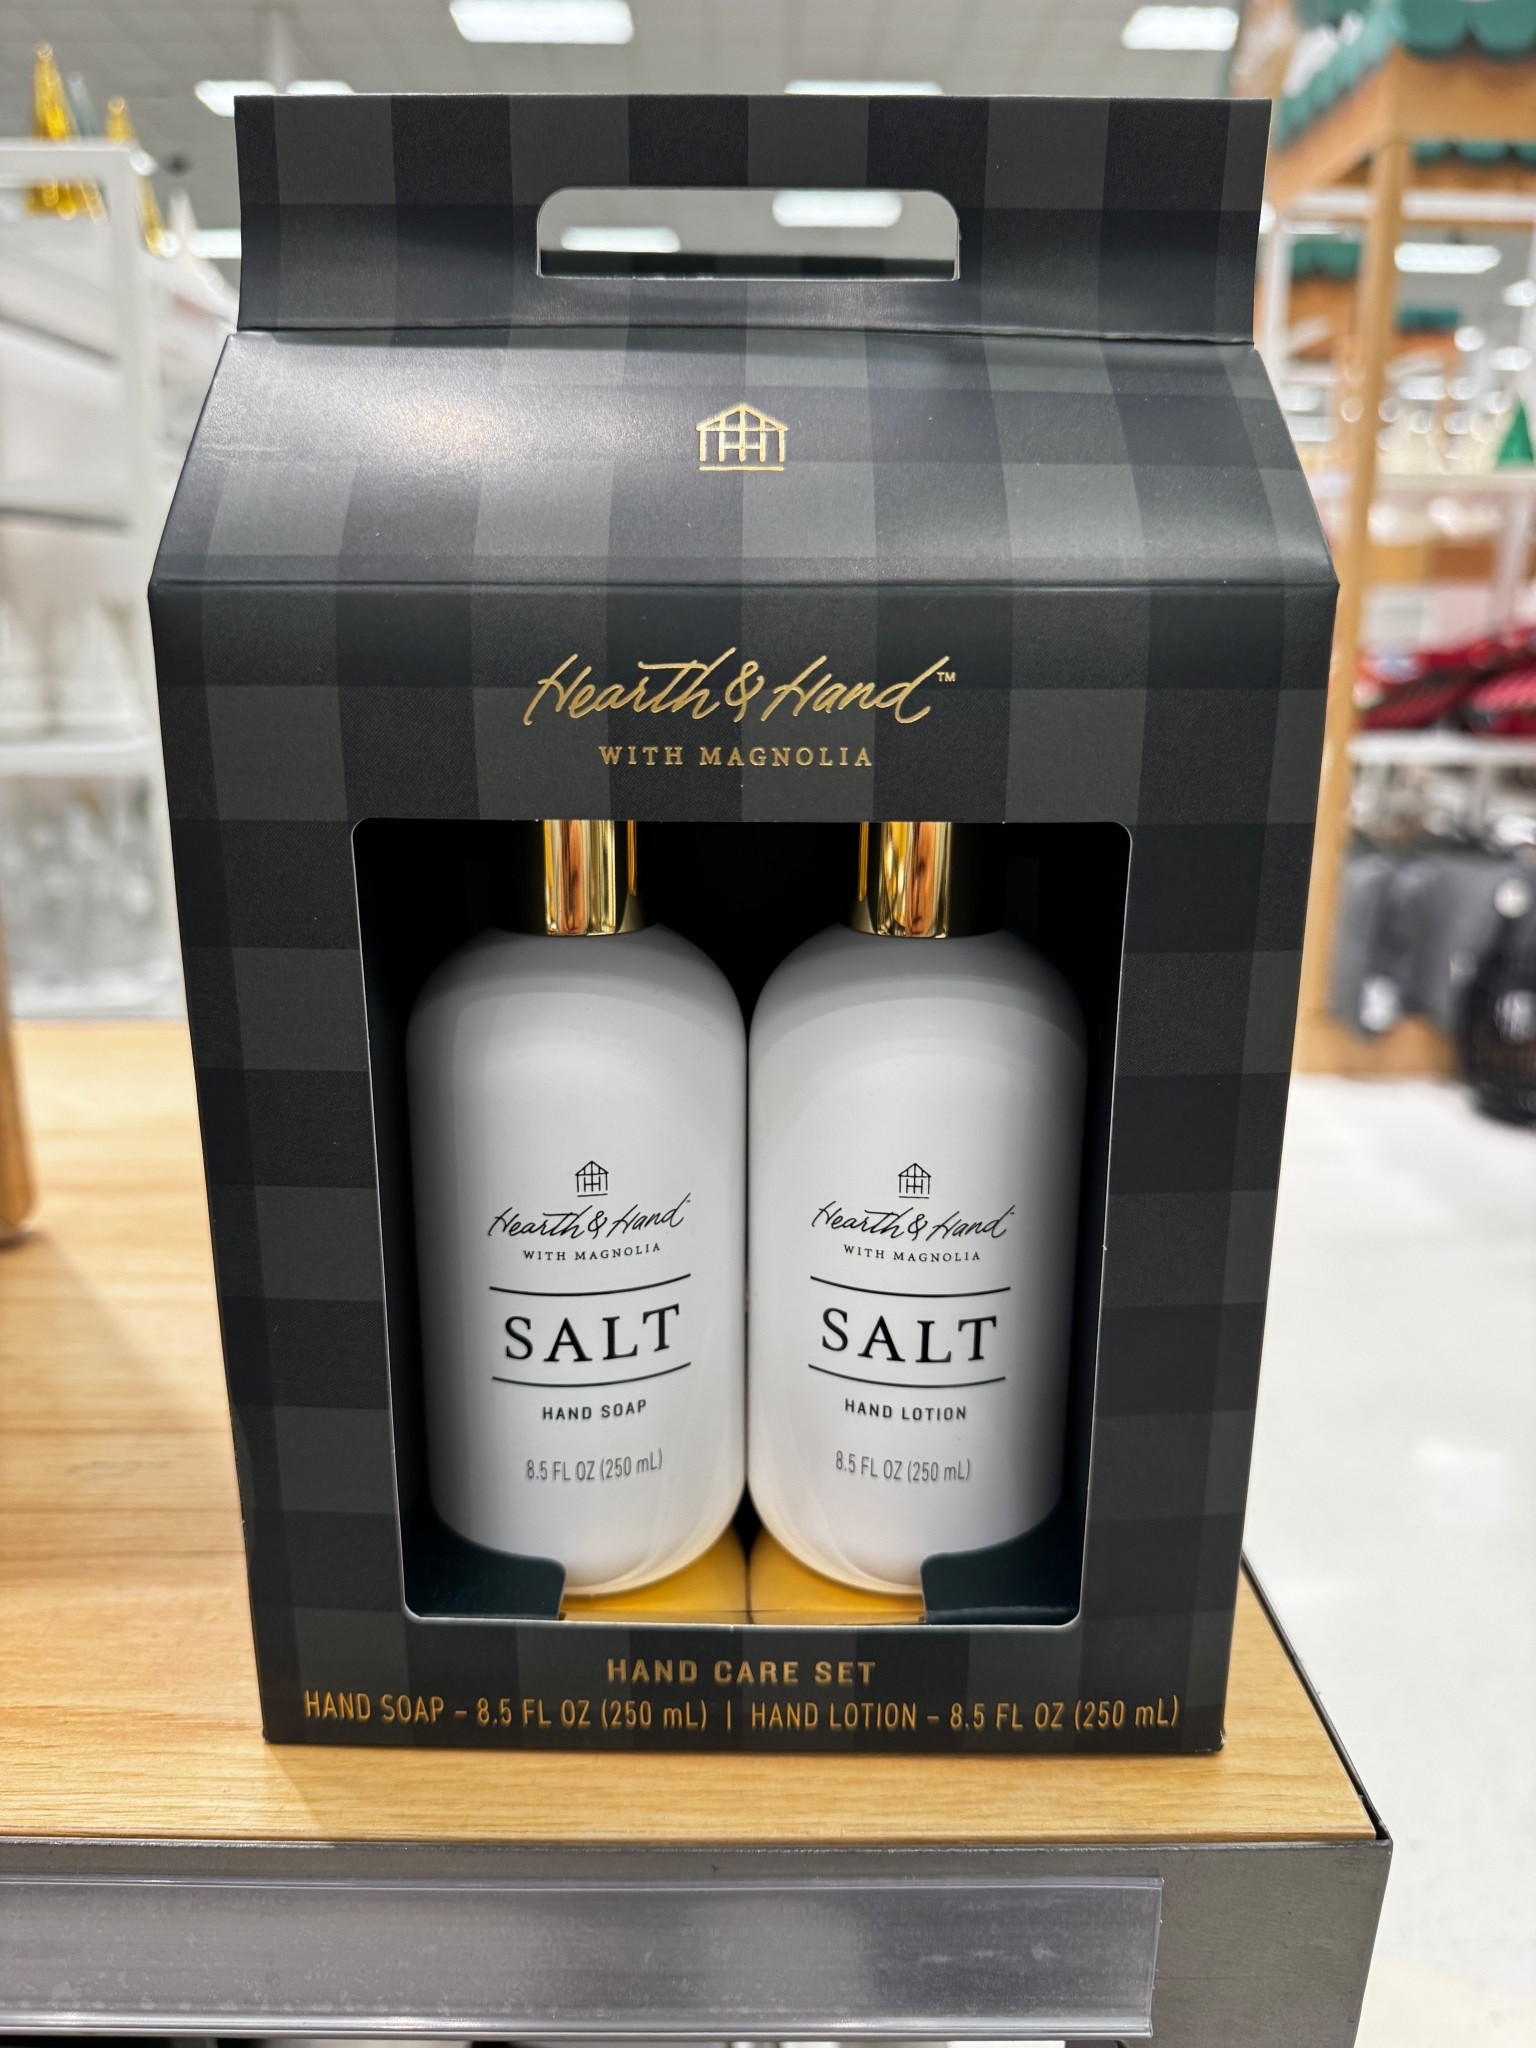 Hearth & Hand™
WITH MAGNOLIA
Hearth & Hand
WITH MAGNOLIA
SALT
HAND SOAP
8.5 FL OZ (250 mL)
Hearth & Hand
WITH MAGNOLIA
SALT
HAND LOTION
8.5 FL OZ (250 mL)
HAND CARE SET
HAND SOAP – 8.5 FL OZ (250 mL) | HAND LOTION – 8.5 FL OZ (250 mL)